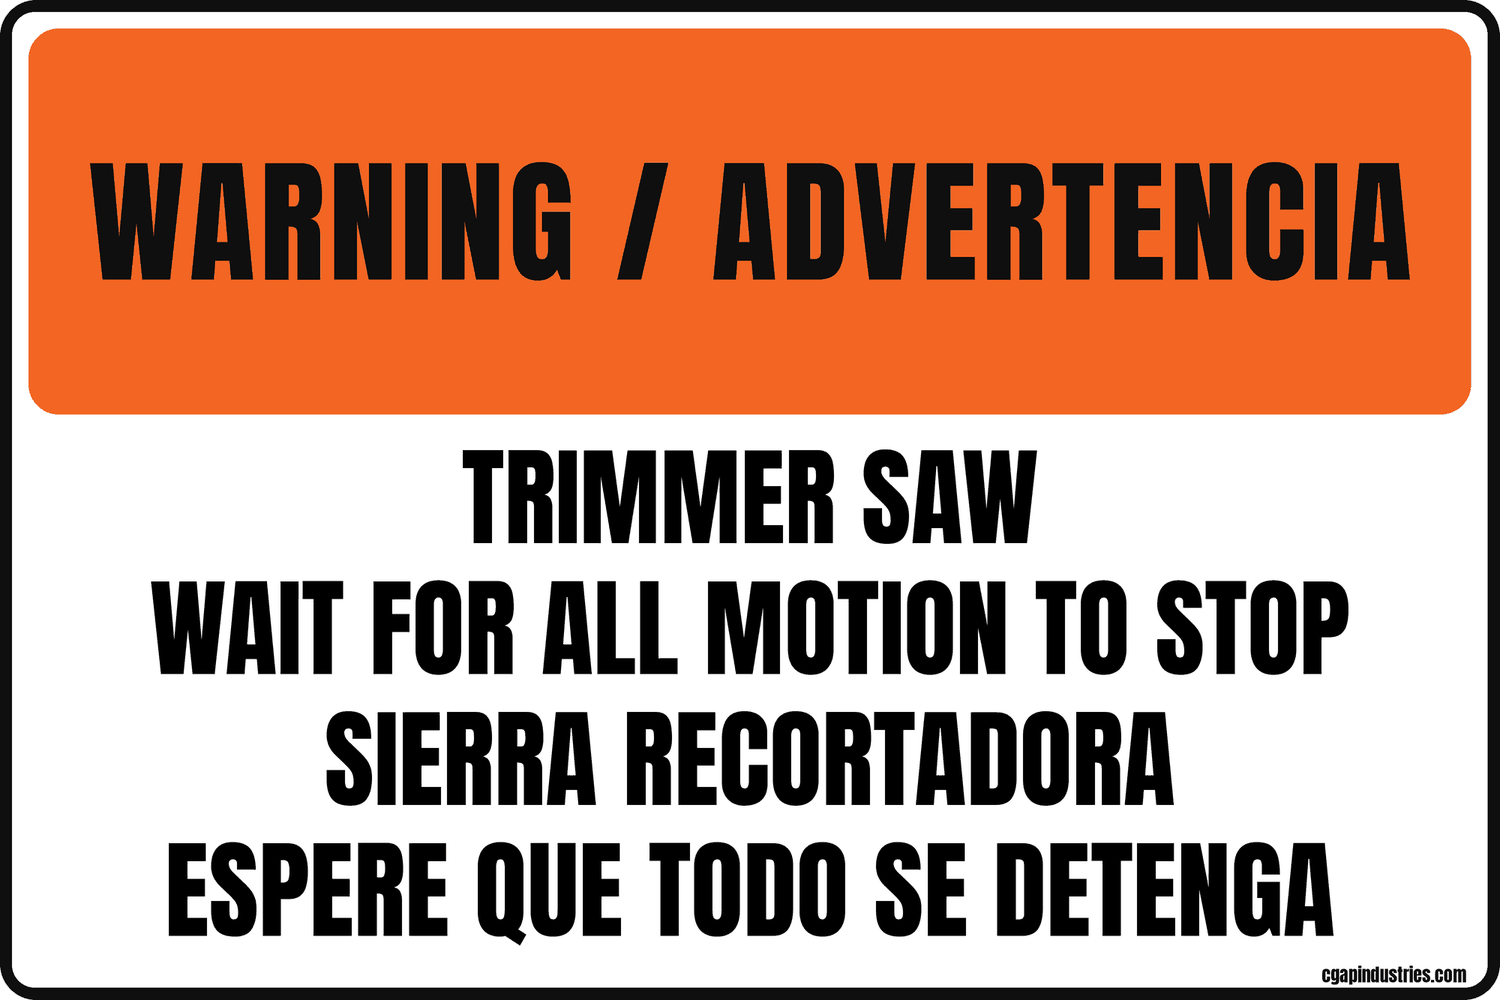 WARNING / ADVERTENCIA
TRIMMER SAW
WAIT FOR ALL MOTION TO STOP
SIERRA RECORTADORA
ESPERE QUE TODO SE DETENGA
cgapindustries.com